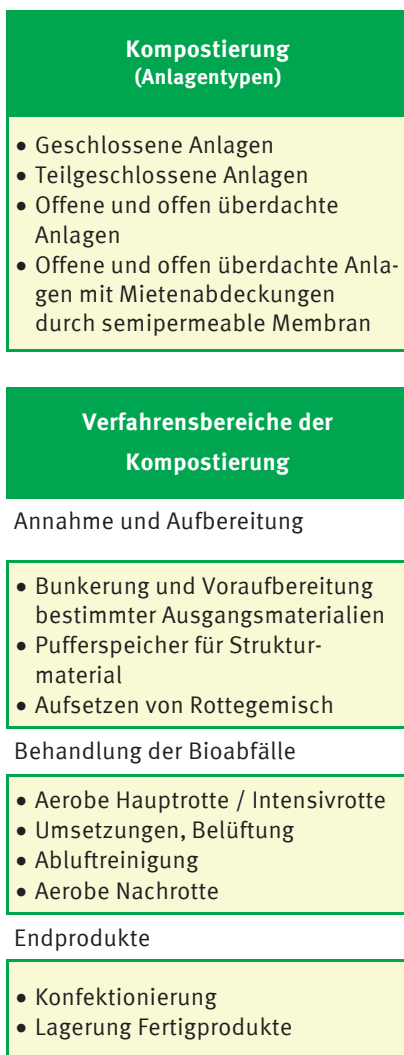 Kompostierung
(Anlagentypen)
• Geschlossene Anlagen
• Teilgeschlossene Anlagen
• Offene und offen überdachte
Anlagen
• Offene und offen überdachte Anla-
gen mit Mietenabdeckungen
durch semipermeable Membran
Verfahrensbereiche der
Kompostierung
Annahme und Aufbereitung
• Bunkerung und Voraufbereitung
bestimmter Ausgangsmaterialien
• Pufferspeicher für Struktur-
material
• Aufsetzen von Rottegemisch
Behandlung der Bioabfälle
• Aerobe Hauptrotte / Intensivrotte
• Umsetzungen, Belüftung
• Abluftreinigung
• Aerobe Nachrotte
Endprodukte
• Konfektionierung
• Lagerung Fertigprodukte